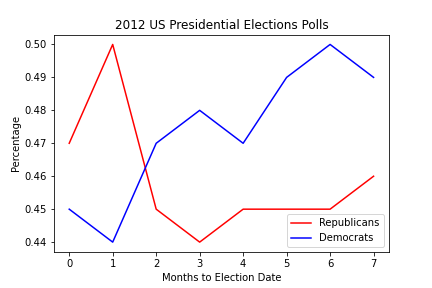 2012 US Presidential Elections Polls
Percentage
0.50
0.49
0.48
0.47
0.46
0.45
0.44
Republicans
Democrats
0 1 2 3 4 5 6 7
Months to Election Date